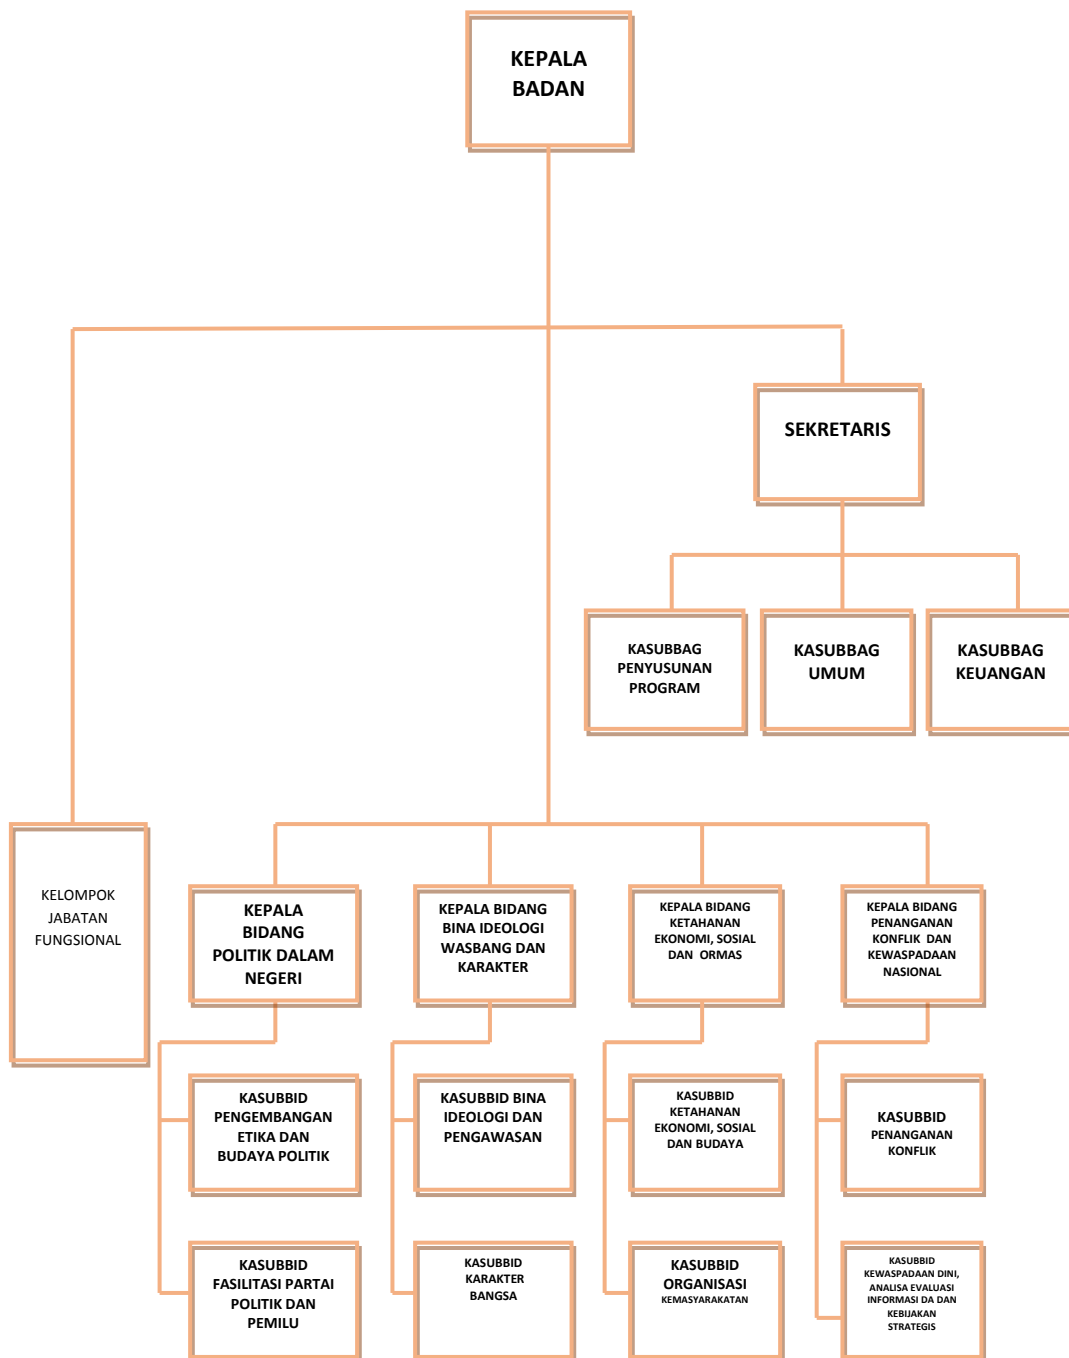 KEPALA
BADAN
SEKRETARIS
KASUBBAG
PENYUSUNAN
PROGRAM
KASUBBAG
UMUM
KASUBBAG
KEUANGAN
KELOMPOK
JABATAN
FUNGSIONAL
KEPALA
BIDANG
POLITIK DALAM
NEGERI
KEPALA BIDANG
BINA IDEOLOGI
WASBANG DAN
KARAKTER
KEPALA BIDANG
KETAHANAN
EKONOMI, SOSIAL
DAN ORMAS
KEPALA BIDANG
PENANGANAN
KONFLIK DAN
KEWASPADAAN
NASIONAL
KASUBBID
PENGEMBANGAN
ETIKA DAN
BUDAYA POLITIK
KASUBBID BINA
IDEOLOGI DAN
PENGAWASAN
KASUBBID
KETAHANAN
EKONOMI, SOSIAL
DAN BUDAYA
KASUBBID
PENANGANAN
KONFLIK
KASUBBID
FASILITASI PARTAI
POLITIK DAN
PEMILU
KASUBBID
KARAKTER
BANGSA
KASUBBID
ORGANISASI
KEMASYARAKATAN
KASUBBID
KEWASPADAAN DINI,
ANALISA EVALUASI
INFORMASI DA DAN
KEBIJAKAN
STRATEGIS